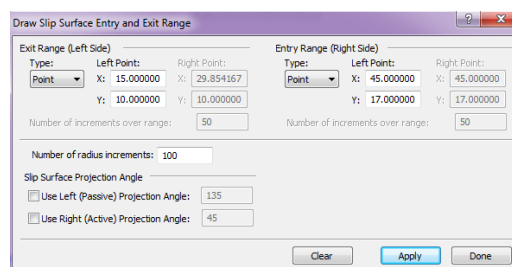 Draw Slip Surface Entry and Exit Range
Exit Range (Left Side)
Entry Range (Right Side)
Type: Left Point: Right Point:
Type: Left Point: Right Point:
Point X: 15.000000 X: 29.854167
Point X: 45.000000 X: 45.000000
Y: 10.000000 Y: 10.000000
Y: 17.000000 Y: 17.000000
Number of increments over range: 50
Number of increments over range: 50
Number of radius increments: 100
Slip Surface Projection Angle
Use Left (Passive) Projection Angle: 135
Use Right (Active) Projection Angle: 45
Clear Apply Done